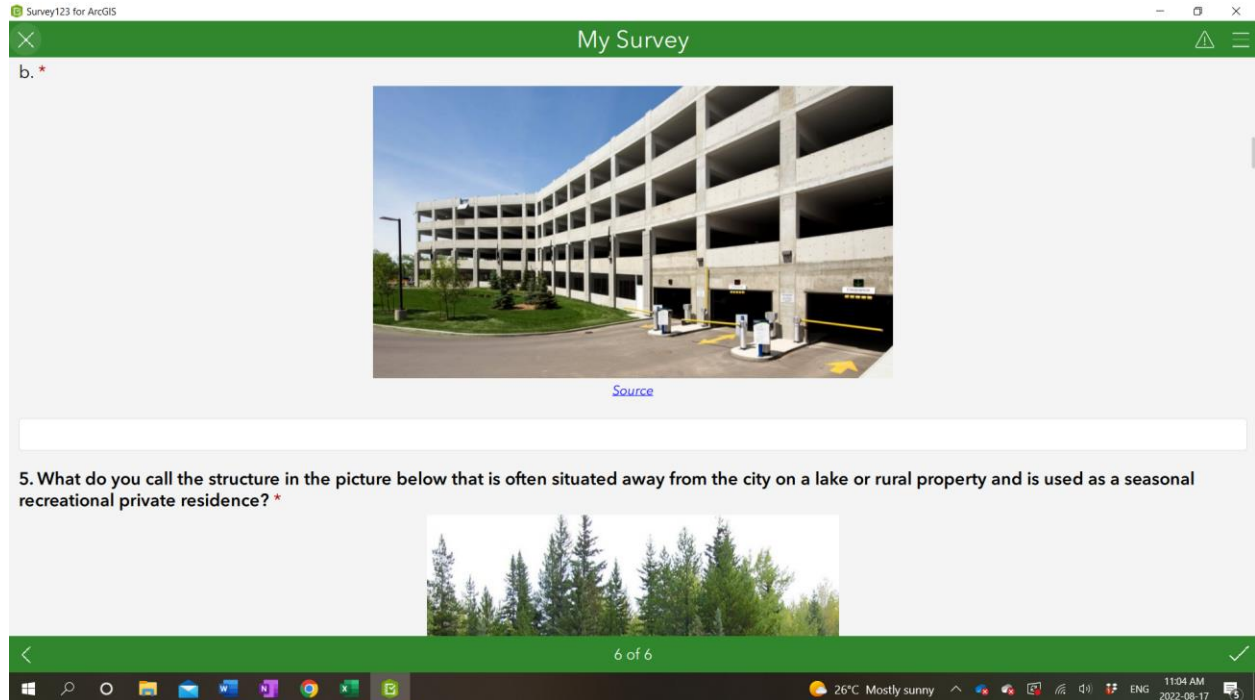 Survey123 for ArcGIS
My Survey
b. *
Source
5. What do you call the structure in the picture below that is often situated away from the city on a lake or rural property and is used as a seasonal
recreational private residence? *
6 of 6
26°C Mostly sunny
ENG
11:04 AM
2022-08-17
5